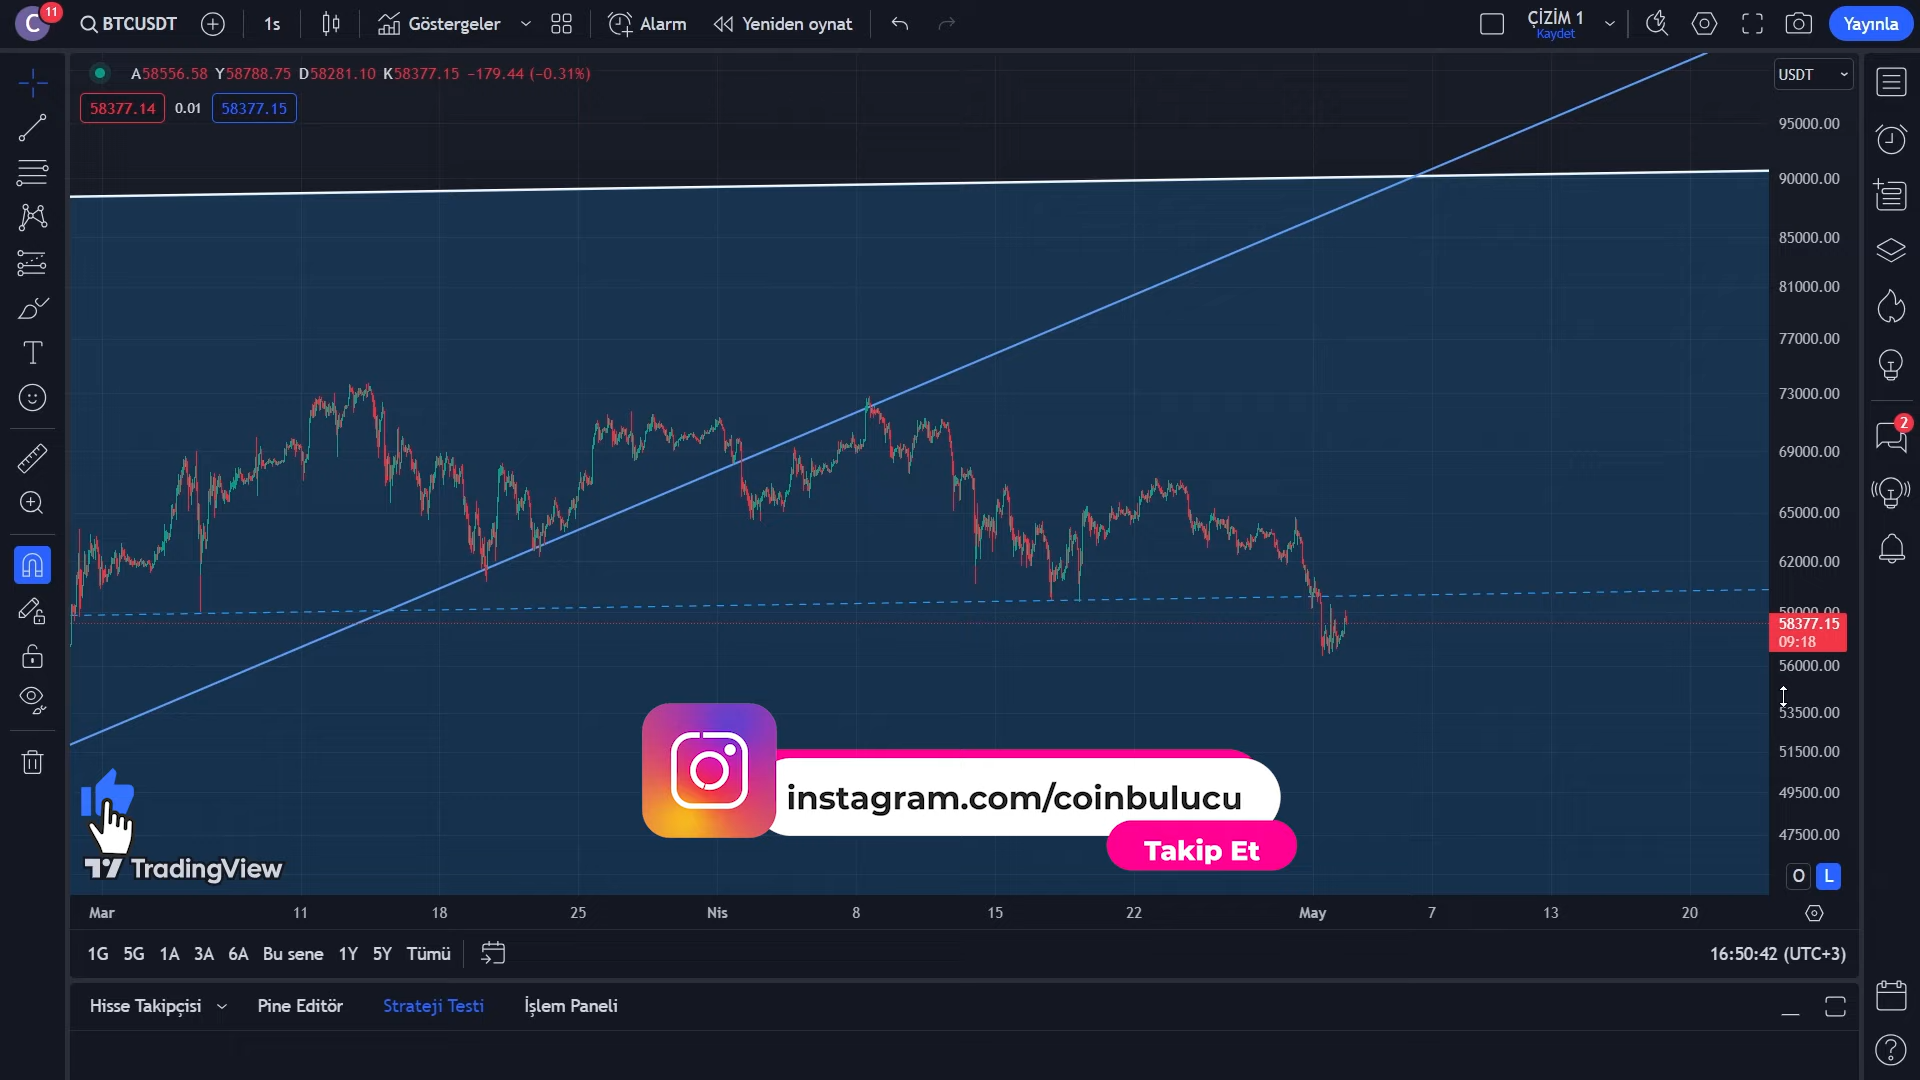 C 11 BTCUSDT 1s Göstergeler Alarm Yeniden oynat ÇİZİM 1 Yayınla
Kaydet
A58556.58 Y58788.75 D58281.10 K58377.15 −179.44 (−0.31%)
USDT
58377.14 0.01 58377.15
95000.00
90000.00
85000.00
81000.00
77000.00
73000.00
69000.00
2
65000.00
62000.00
59000.00
58377.15
09:18
56000.00
53500.00
51500.00
49500.00
47500.00
instagram.com/coinbulucu
Takip Et
TradingView
O L
Mar 11 18 25 Nis 8 15 22 May 7 13 20
1G 5G 1A 3A 6A Bu sene 1Y 5Y Tümü 16:50:42 (UTC+3)
Hisse Takipçisi Pine Editör Strateji Testi İşlem Paneli